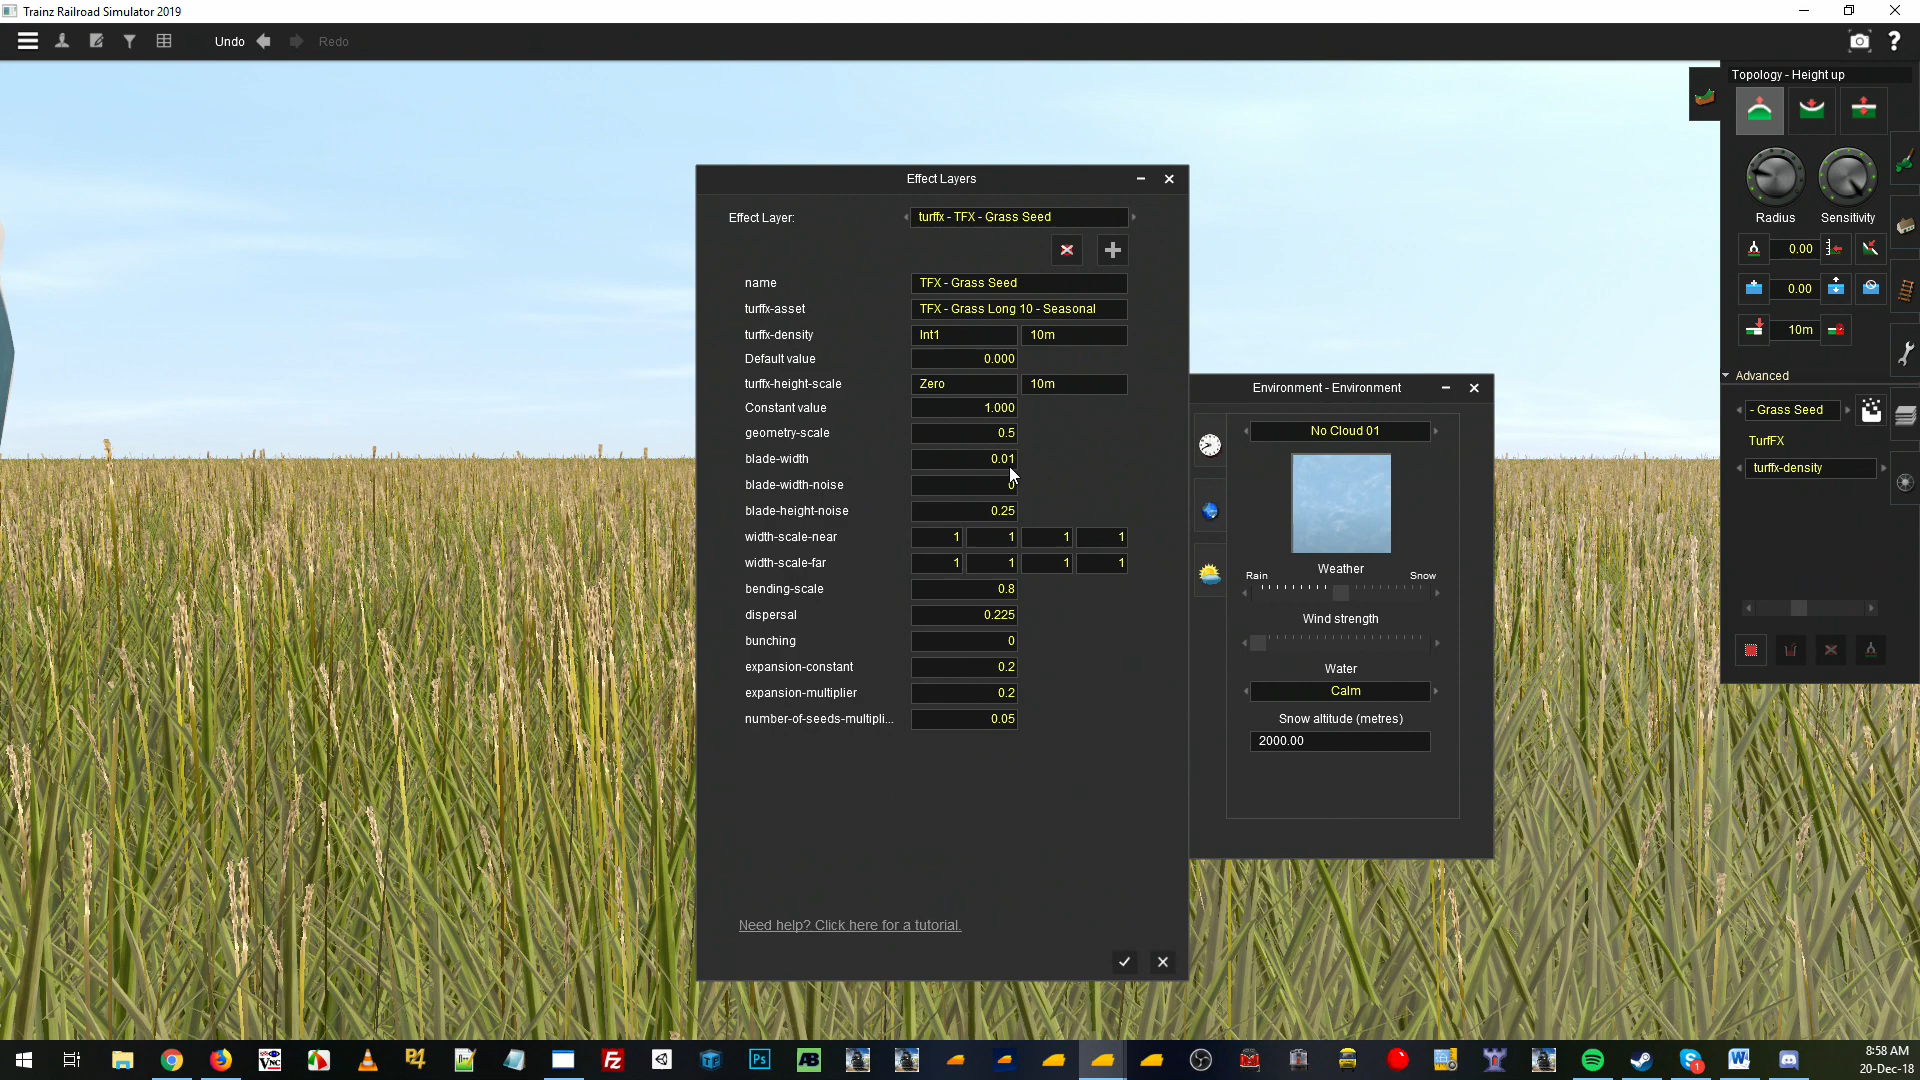 Trainz Railroad Simulator 2019
Undo
Redo
Topology - Height up
Radius
Sensitivity
0.00
0.00
10m
Advanced
- Grass Seed
TurfFX
turffx-density
Effect Layers
Effect Layer:
turffx - TFX - Grass Seed
name
TFX - Grass Seed
turffx-asset
TFX - Grass Long 10 - Seasonal
turffx-density
Int1
10m
Default value
0.000
turffx-height-scale
Zero
10m
Constant value
1.000
geometry-scale
0.5
blade-width
0.01
blade-width-noise
0
blade-height-noise
0.25
width-scale-near
1 1 1 1
width-scale-far
1 1 1 1
bending-scale
0.8
dispersal
0.225
bunching
0
expansion-constant
0.2
expansion-multiplier
0.2
number-of-seeds-multipli...
0.05
Need help? Click here for a tutorial.
Environment - Environment
No Cloud 01
Weather
Rain
Snow
Wind strength
Water
Calm
Snow altitude (metres)
2000.00
8:58 AM
20-Dec-18